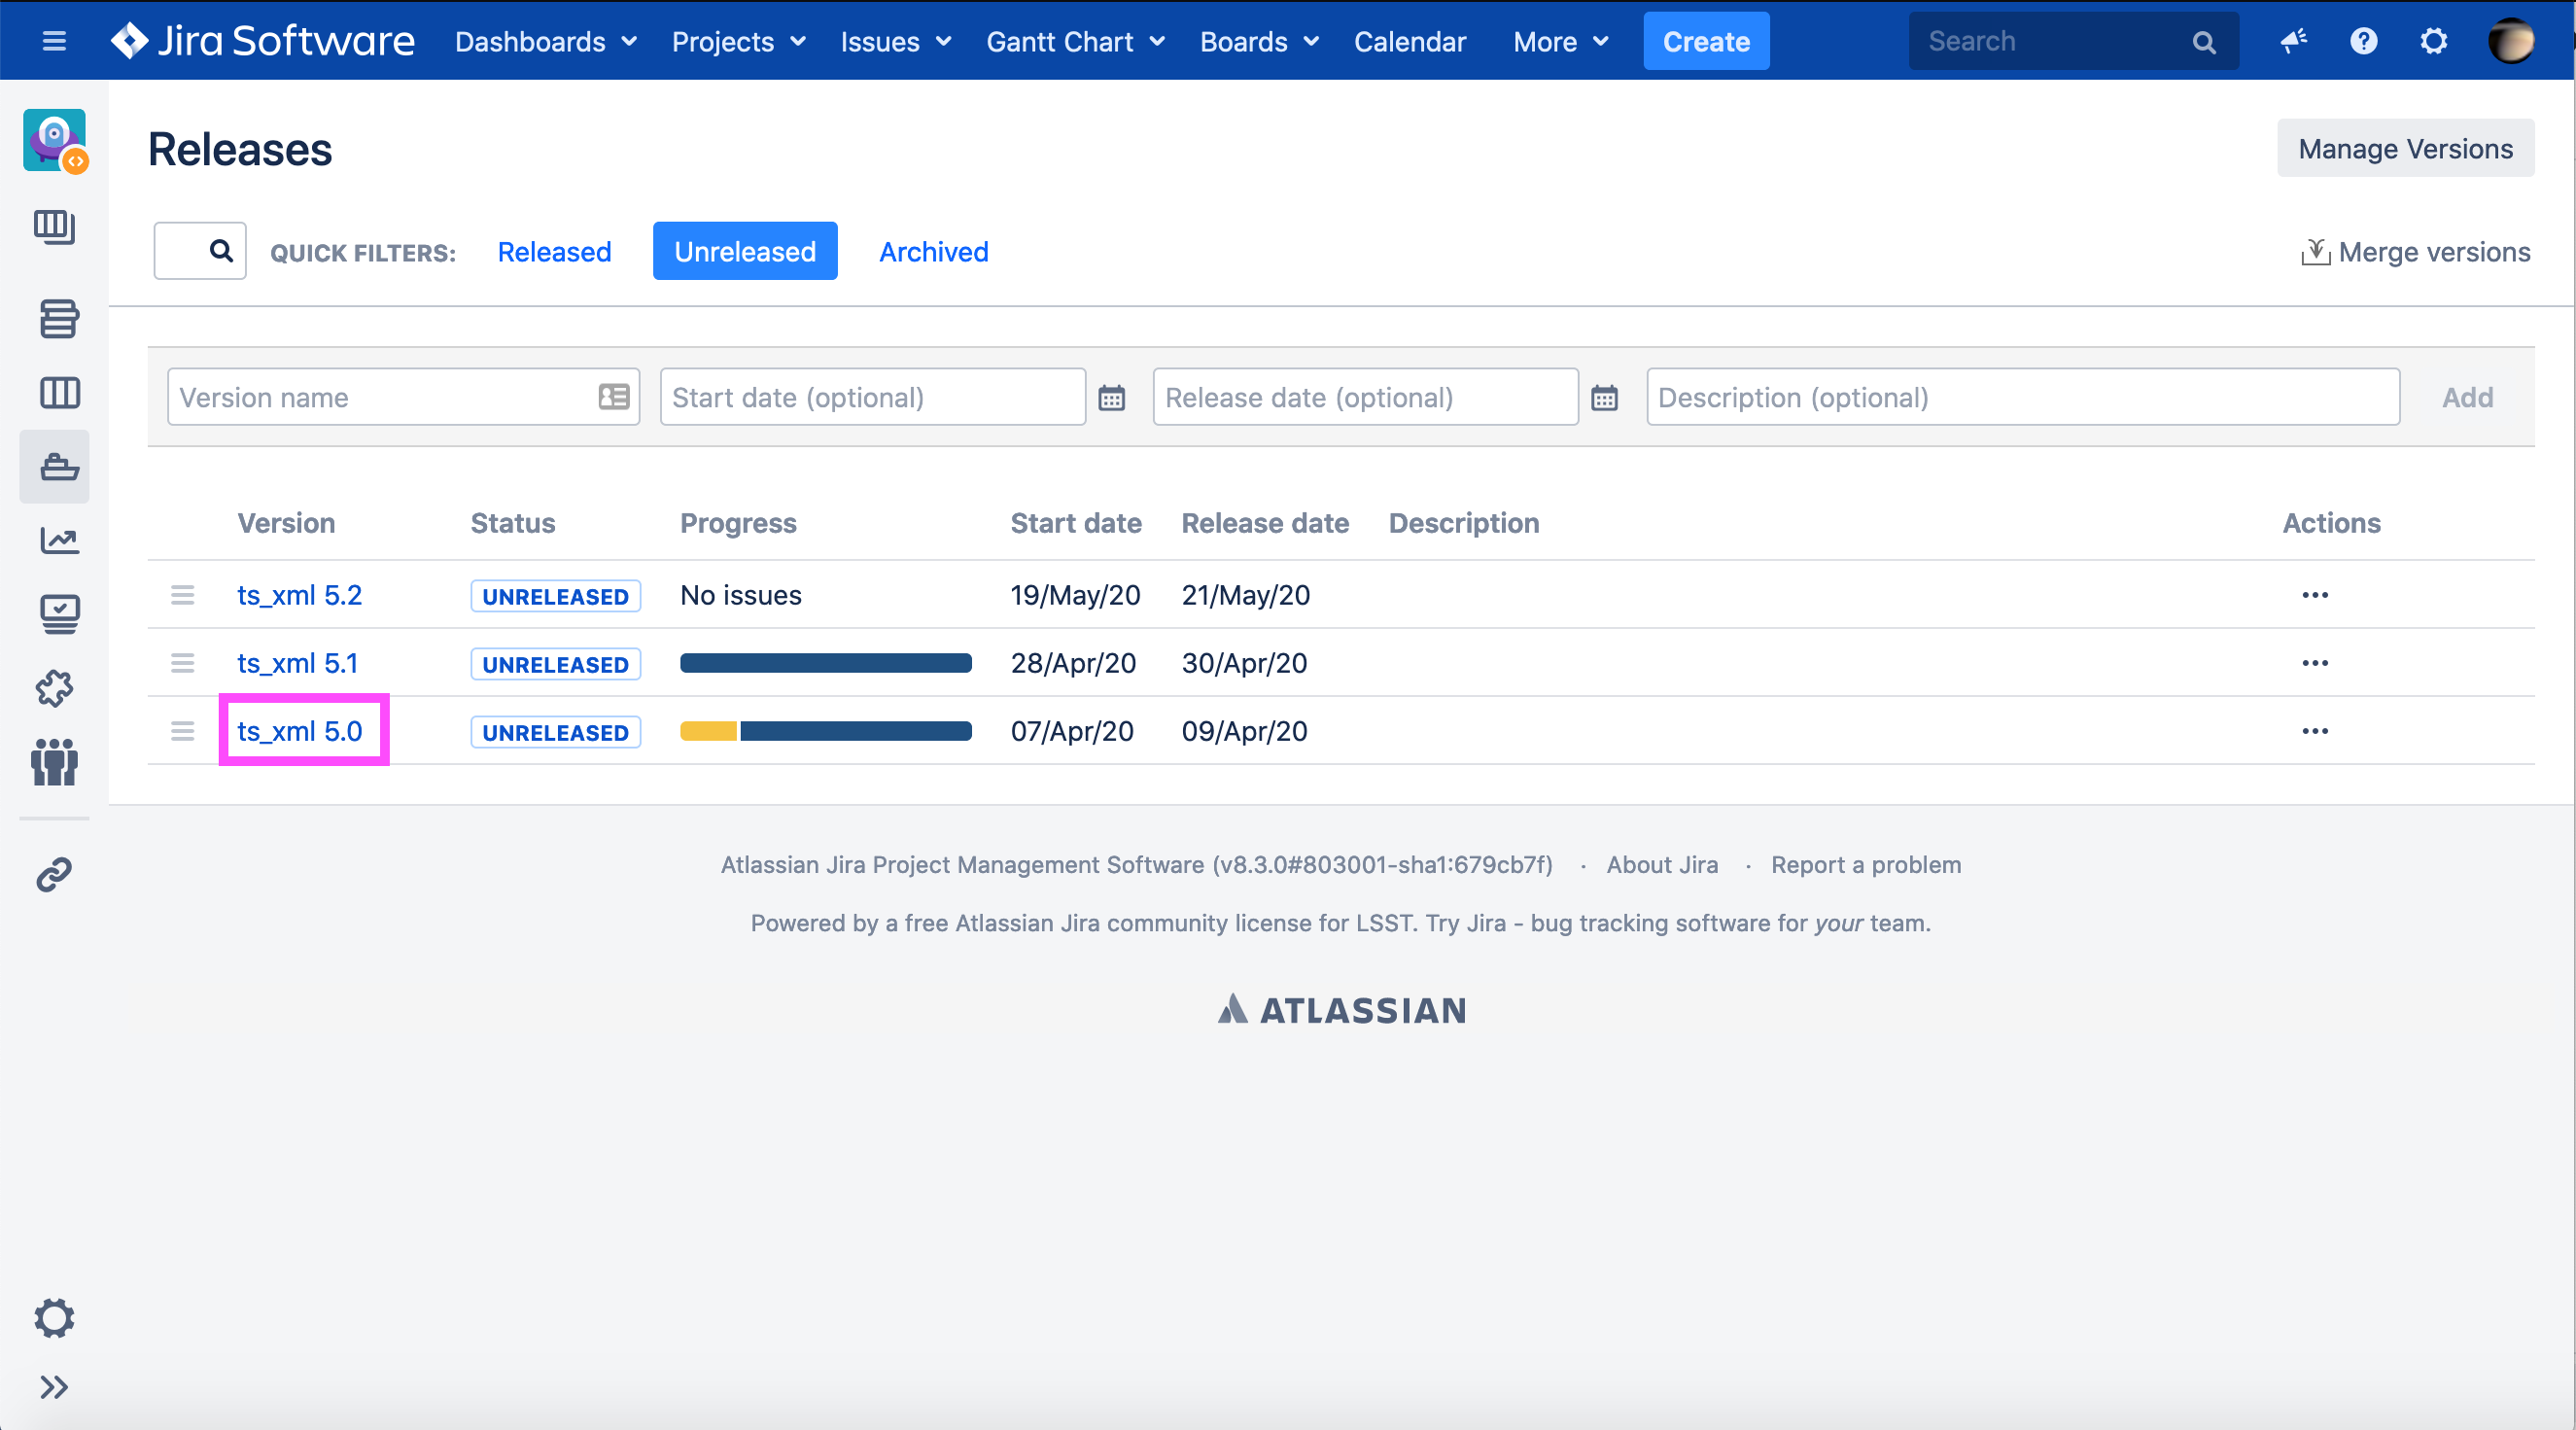 Jira Software Dashboards Projects Issues Gantt Chart Boards Calendar More Create Search
Releases
Manage Versions
QUICK FILTERS: Released Unreleased Archived
Merge versions
Version name Start date (optional) Release date (optional) Description (optional) Add
Version Status Progress Start date Release date Description Actions
ts_xml 5.2 UNRELEASED No issues 19/May/20 21/May/20
ts_xml 5.1 UNRELEASED 28/Apr/20 30/Apr/20
ts_xml 5.0 UNRELEASED 07/Apr/20 09/Apr/20
Atlassian Jira Project Management Software (v8.3.0#803001-sha1:679cb7f) · About Jira · Report a problem
Powered by a free Atlassian Jira community license for LSST. Try Jira - bug tracking software for your team.
ATLASSIAN